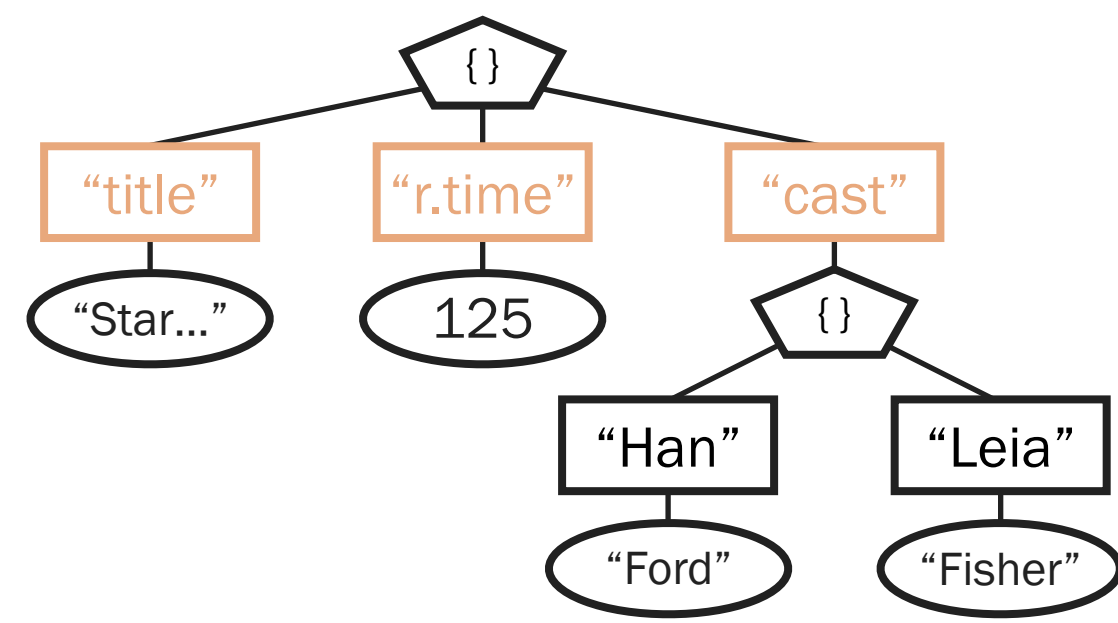 { }
“title”
“r.time”
“cast”
“Star...”
125
{ }
“Han”
“Leia”
“Ford”
“Fisher”